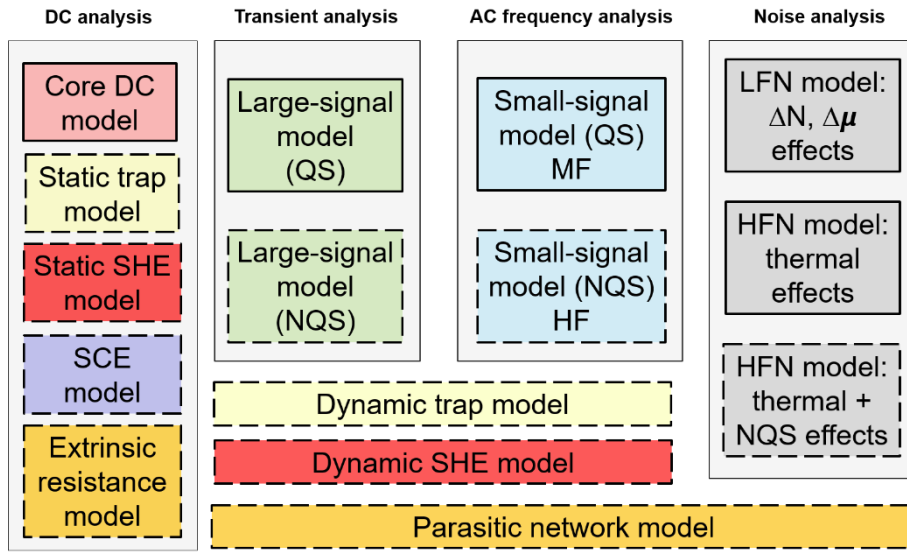 DC analysis
Transient analysis
AC frequency analysis
Noise analysis
Core DC
model
Static trap
model
Static SHE
model
SCE
model
Extrinsic
resistance
model
Large-signal
model
(QS)
Large-signal
model
(NQS)
Small-signal
model (QS)
MF
Small-signal
model (NQS)
HF
LFN model:
ΔN, Δμ
effects
HFN model:
thermal
effects
HFN model:
thermal +
NQS effects
Dynamic trap model
Dynamic SHE model
Parasitic network model